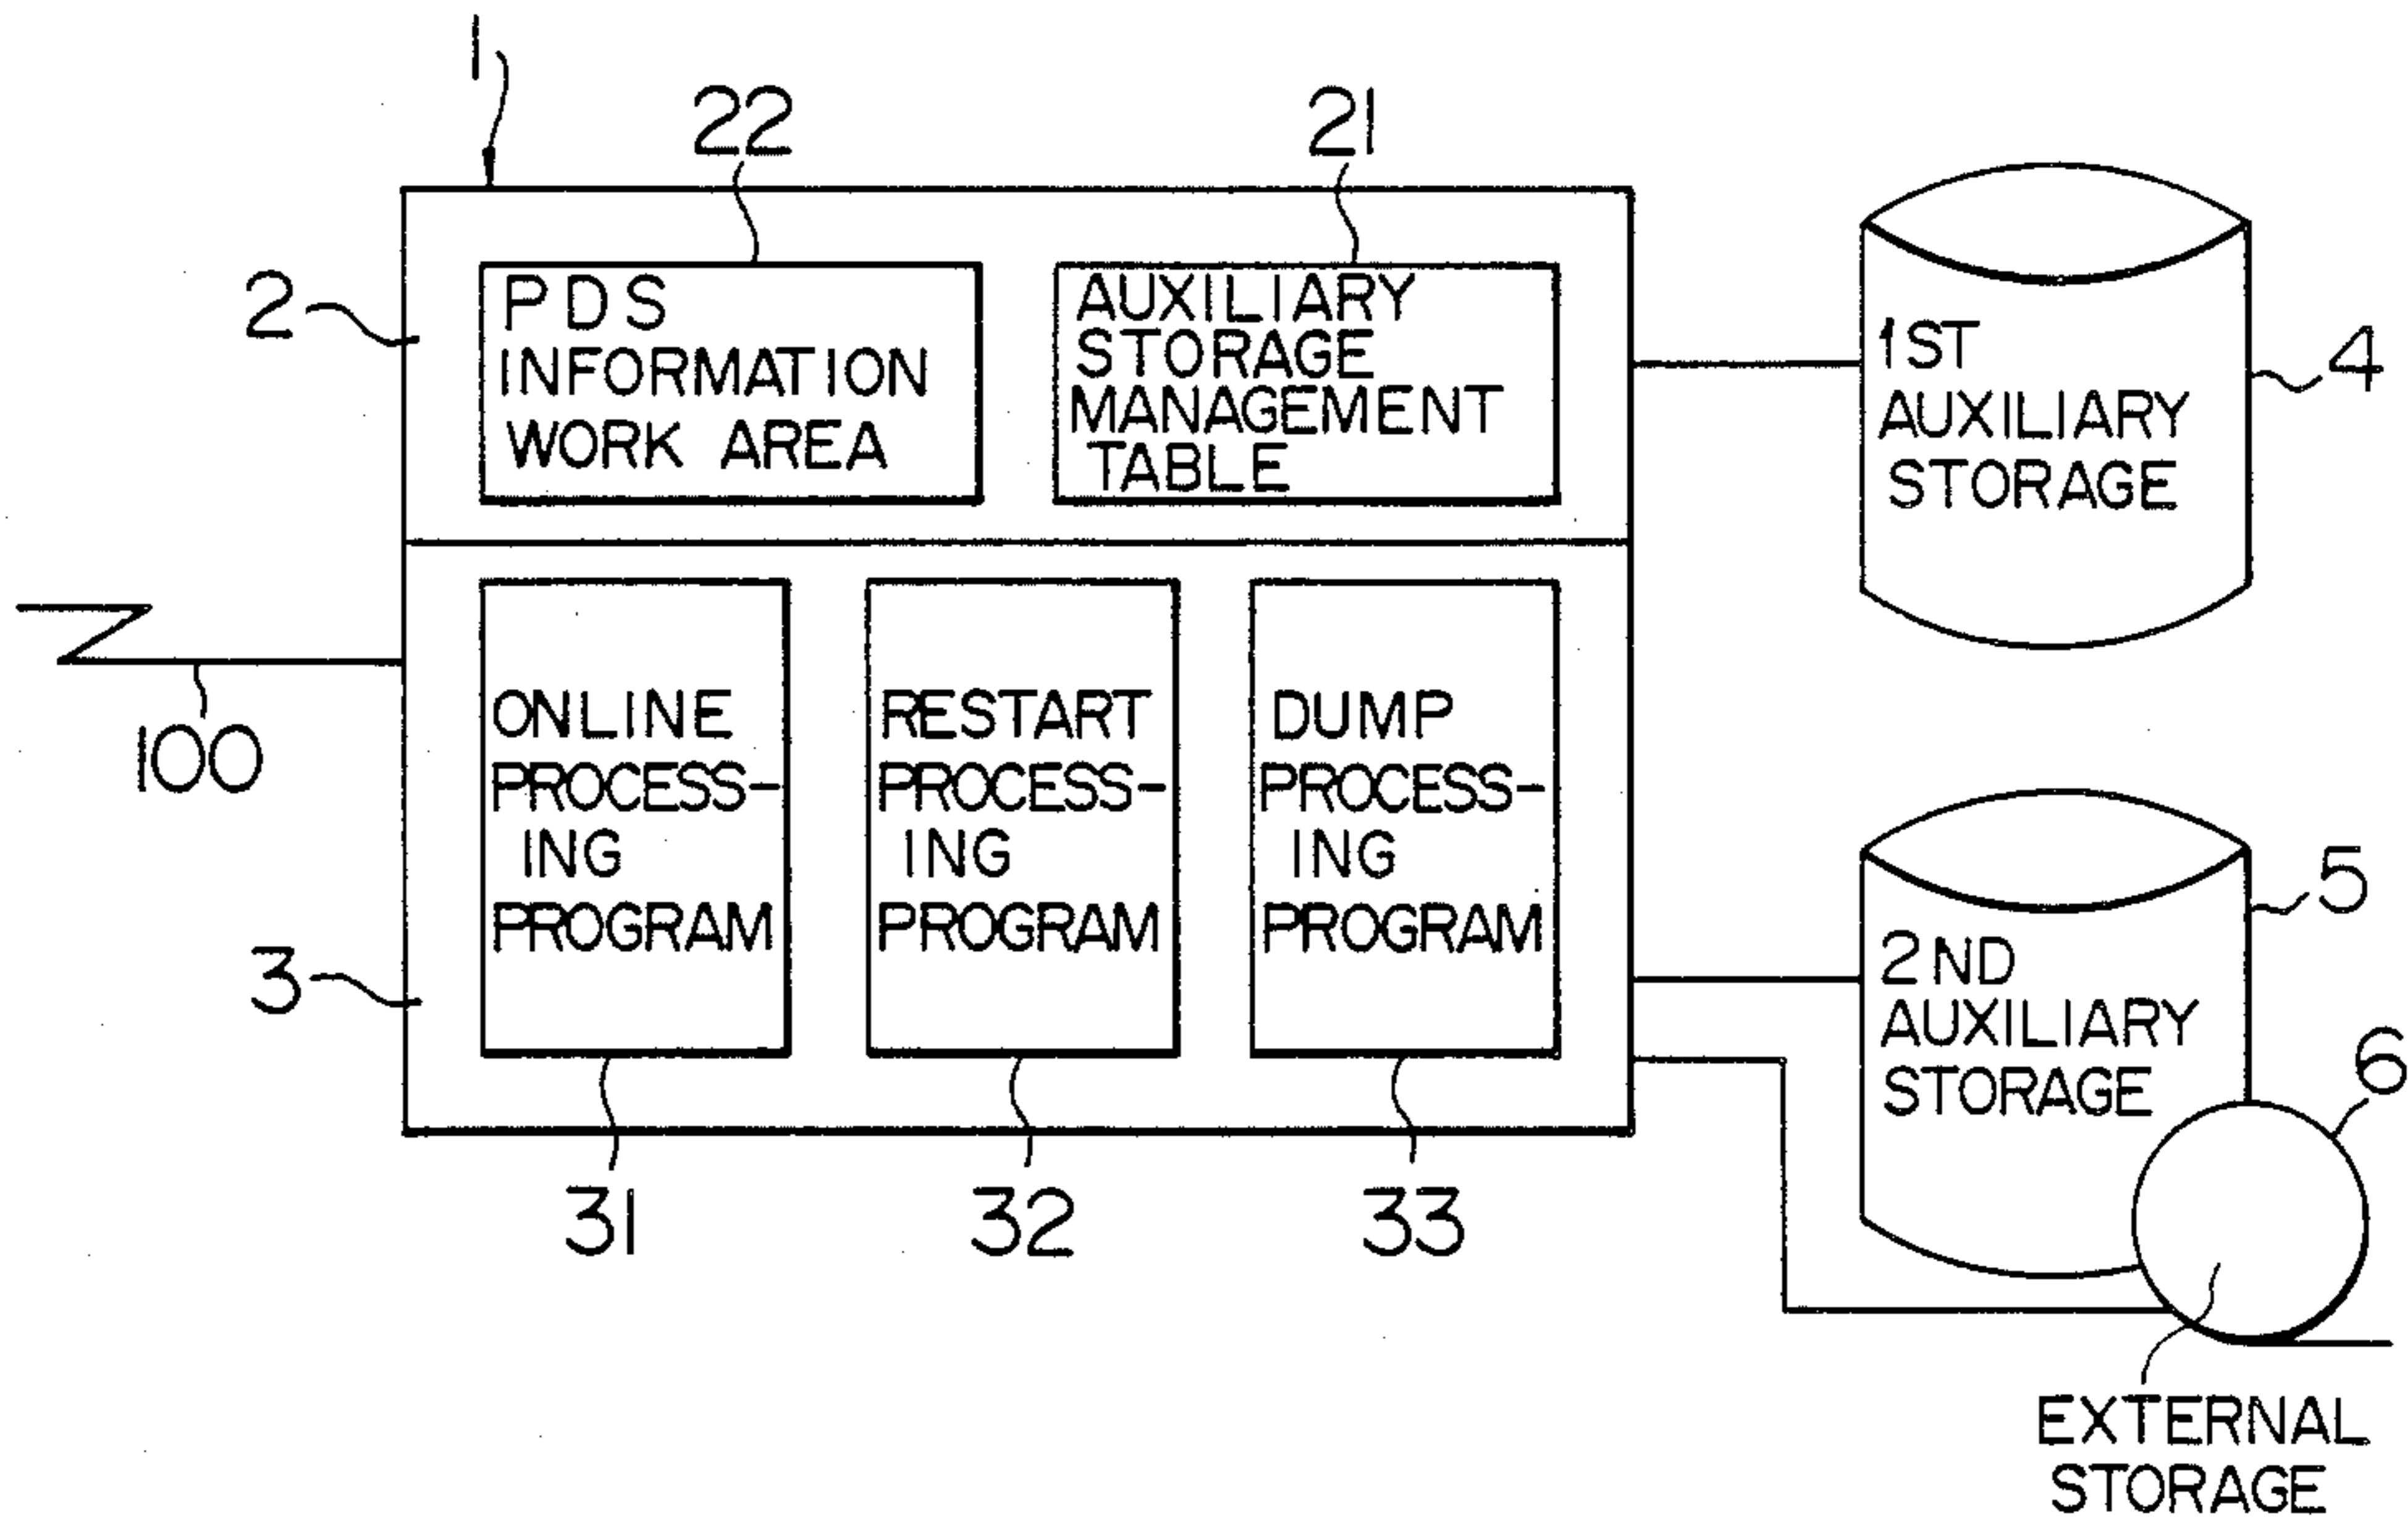 1
22
21
2
P D S
INFORMATION
WORK AREA
AUXILIARY
STORAGE
MANAGEMENT
TABLE
1ST
AUXILIARY
STORAGE
4
100
ONLINE
PROCESS-
ING
PROGRAM
RESTART
PROCESS-
ING
PROGRAM
DUMP
PROCESS-
ING
PROGRAM
3
2ND
AUXILIARY
STORAGE
5
6
31
32
33
EXTERNAL
STORAGE